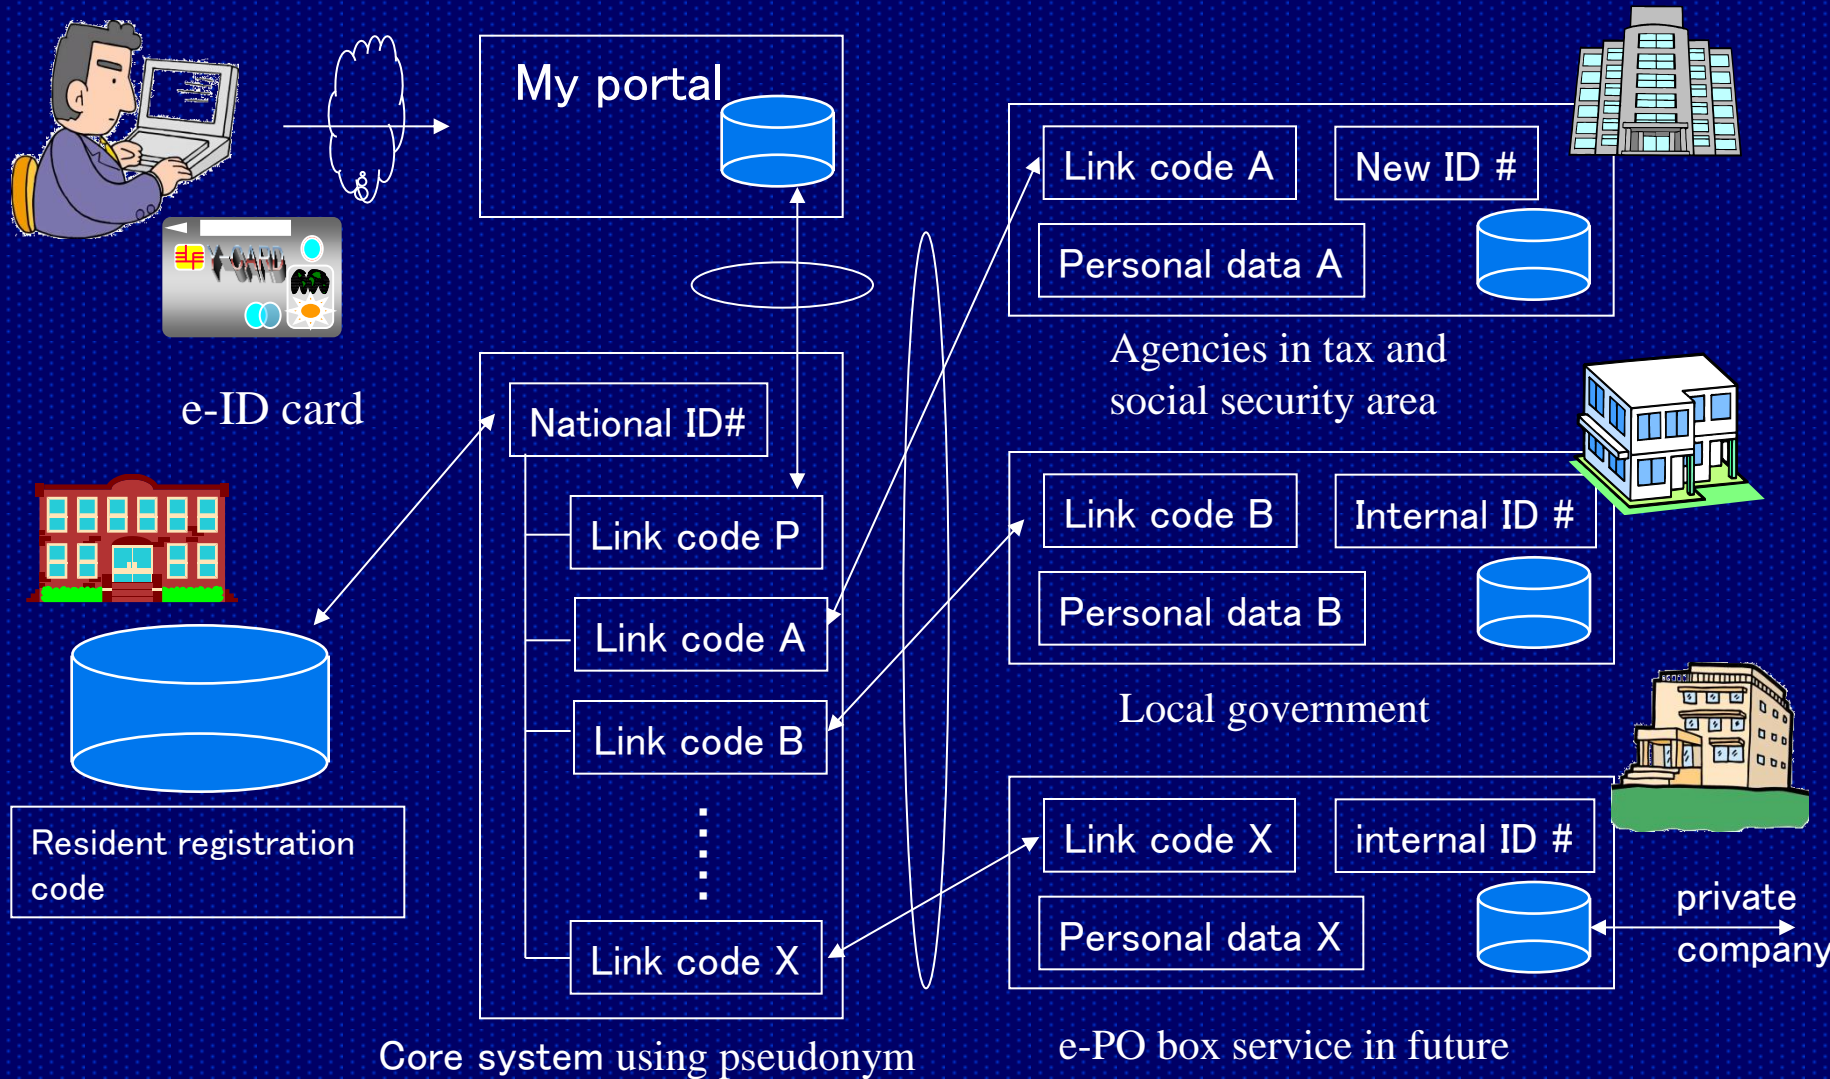 My portal
Y-CARD
e-ID card
National ID#
Link code P
Link code A
Link code B
Link code X
Resident registration
code
Core system using pseudonym
Link code A
New ID #
Personal data A
Agencies in tax and
social security area
Link code B
Internal ID #
Personal data B
Local government
Link code X
internal ID #
Personal data X
private
company
e-PO box service in future